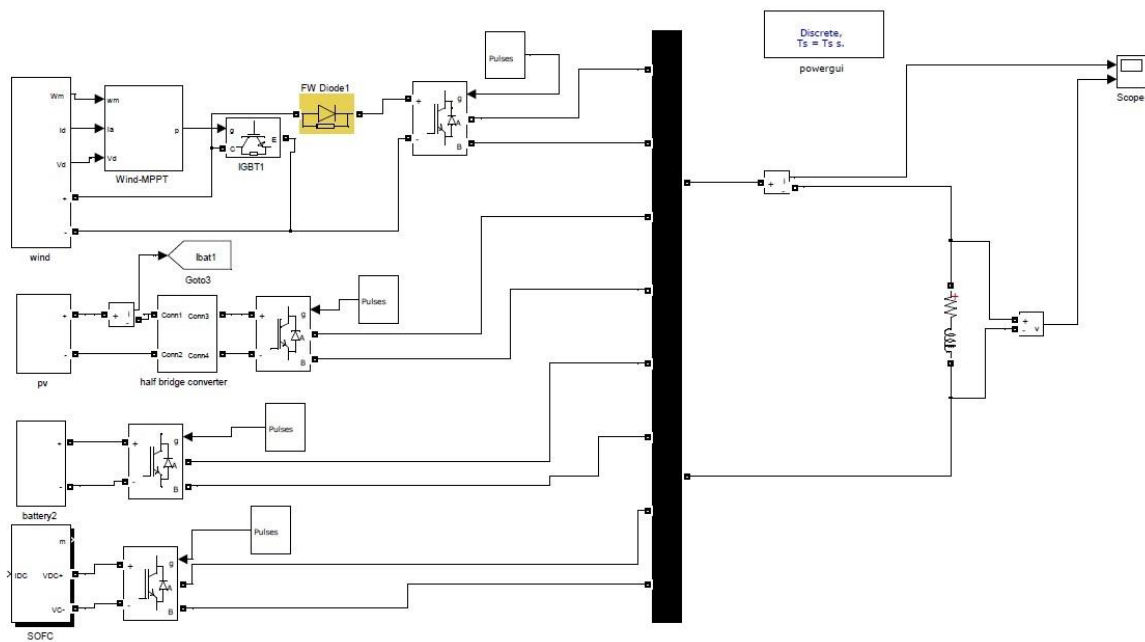 Discrete,
Ts = Ts s.
powergui
Scope
i
+
-
+
-
v
Pulses
FW Diode1
Wm
Id
Vd
+
-
wind
wm
Ia
Vd
p
Wind-MPPT
g
C
E
IGBT1
+
-
g
A
B
Ibat1
Goto3
Pulses
+
-
pv
+
i
-
Conn1
Conn2
Conn3
Conn4
half bridge converter
+
-
g
A
B
Pulses
+
-
battery2
+
-
g
A
B
Pulses
m
IDC
VDC+
VC-
SOFC
+
-
g
A
B